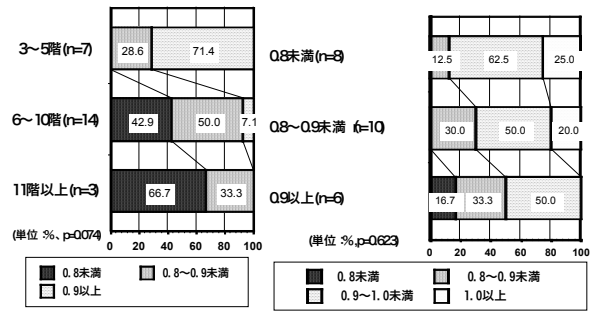 3～5階(n=7)
28.6
71.4
6～10階(n=14)
42.9
50.0
7.1
11階以上(n=3)
66.7
33.3
(単位:%、p=0.074)
0 20 40 60 80 100
0.8未満
0.8～0.9未満
0.9以上
0.8未満(n=8)
12.5
62.5
25.0
0.8～0.9未満 (n=10)
30.0
50.0
20.0
0.9以上(n=6)
16.7
33.3
50.0
(単位:%,p=0.623)
0 20 40 60 80 100
0.8未満
0.8～0.9未満
0.9～1.0未満
1.0以上